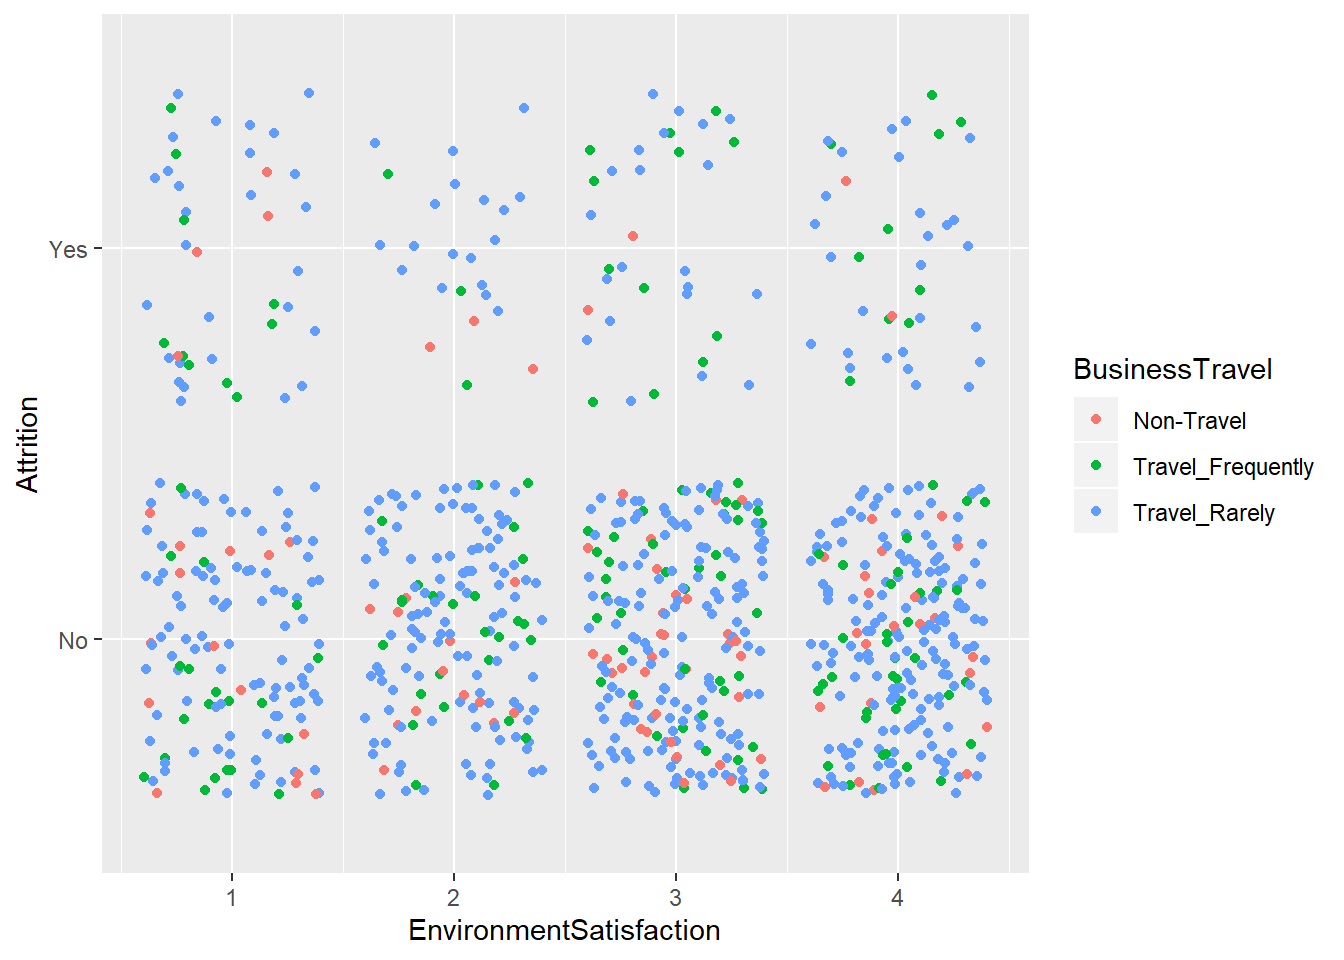 Yes
No
Attrition
1 2 3 4
EnvironmentSatisfaction
BusinessTravel
Non-Travel
Travel_Frequently
Travel_Rarely